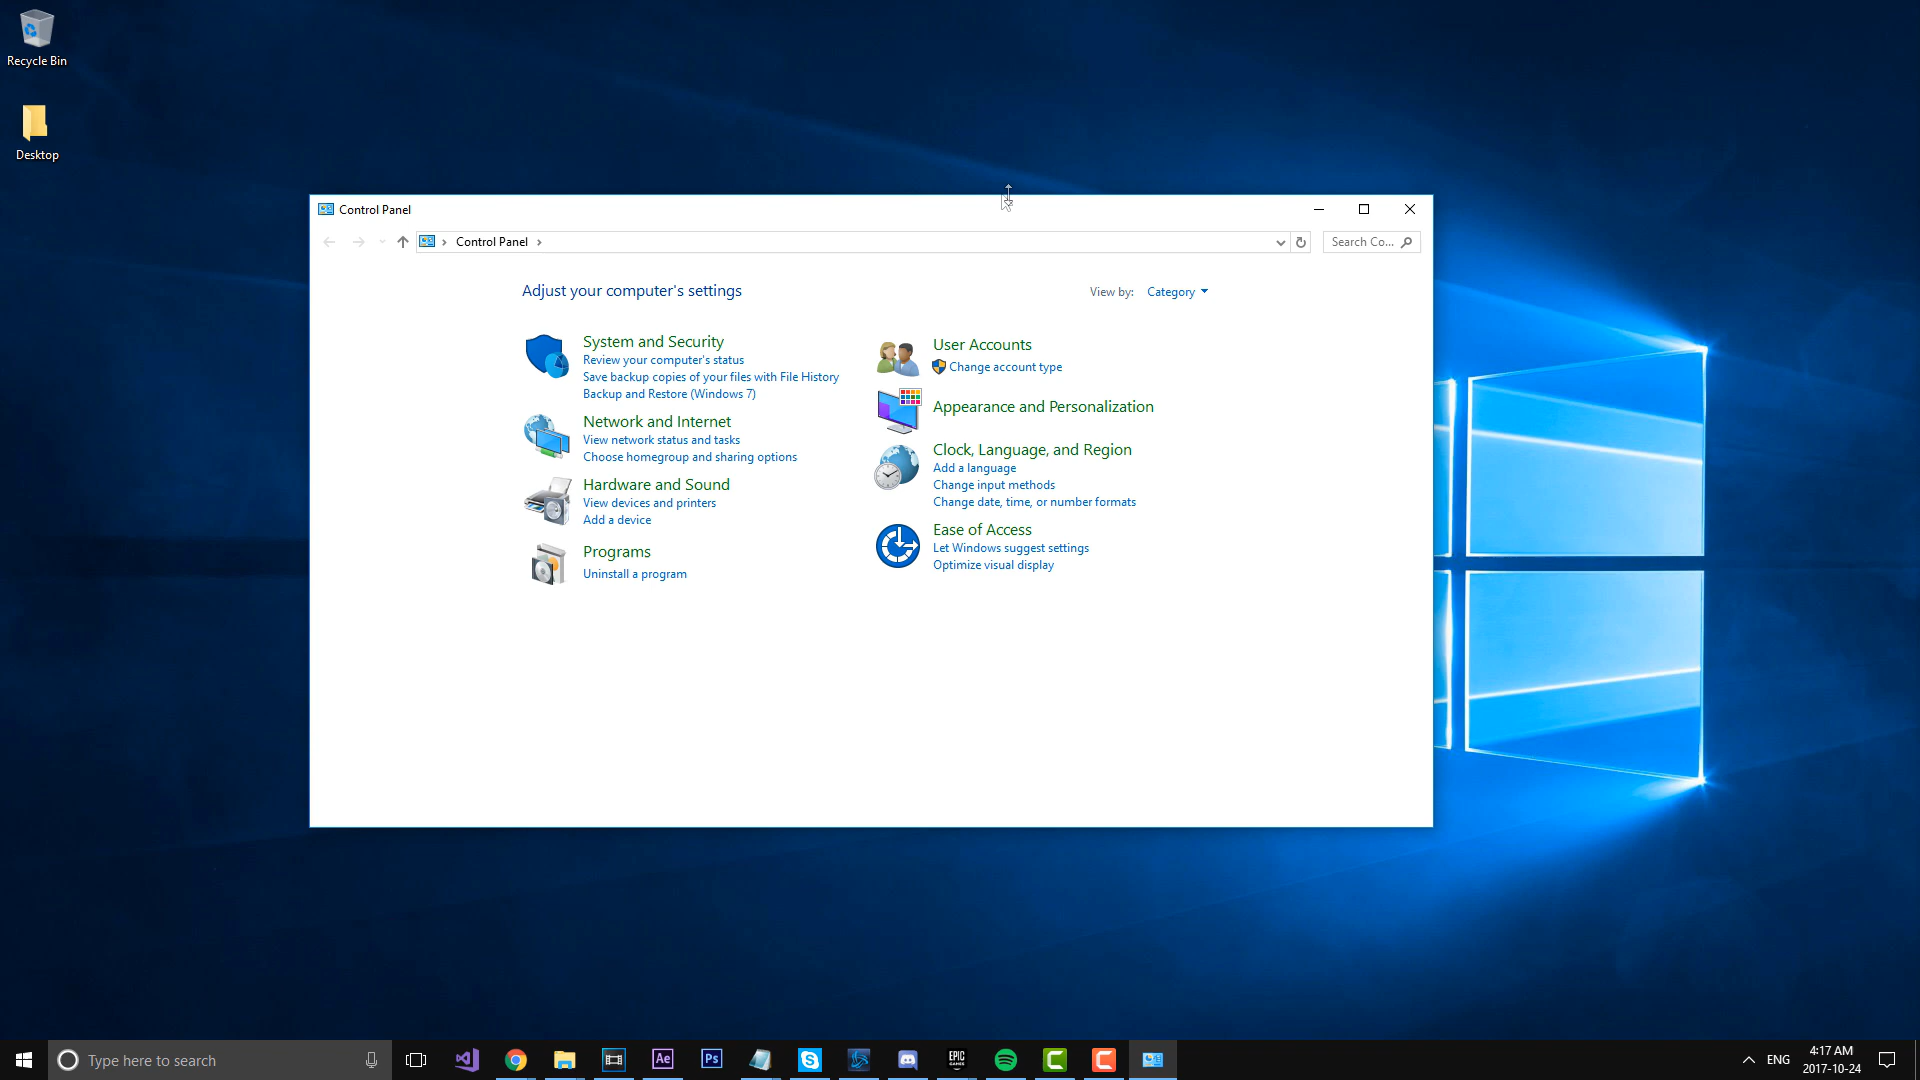 Recycle Bin
Desktop
Control Panel
Control Panel
Search Co...
Adjust your computer's settings
View by: Category
System and Security
Review your computer's status
Save backup copies of your files with File History
Backup and Restore (Windows 7)
Network and Internet
View network status and tasks
Choose homegroup and sharing options
Hardware and Sound
View devices and printers
Add a device
Programs
Uninstall a program
User Accounts
Change account type
Appearance and Personalization
Clock, Language, and Region
Add a language
Change input methods
Change date, time, or number formats
Ease of Access
Let Windows suggest settings
Optimize visual display
Type here to search
Ae
Ps
EPIC
GAMES
ENG
4:17 AM
2017-10-24